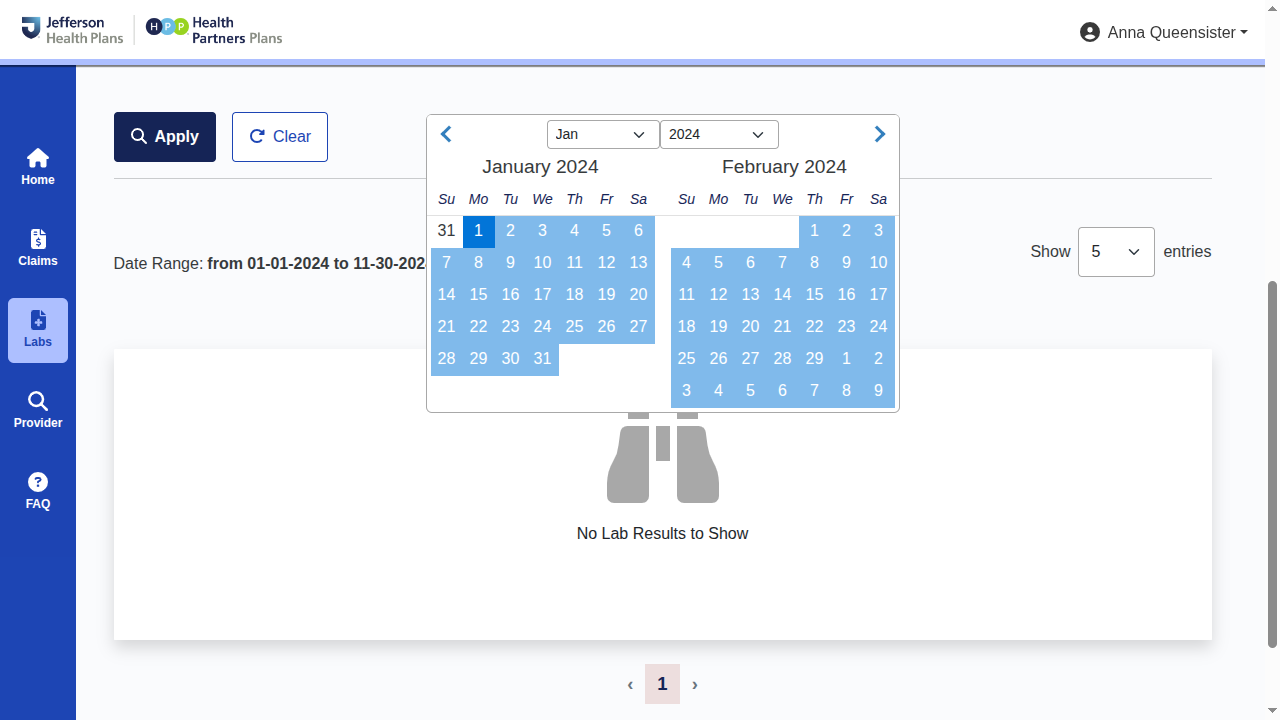 Jefferson
Health Plans
HPP
Health
Partners Plans
Anna Queensister
Home
Claims
Labs
Provider
FAQ
Apply
Clear
Jan
2024
January 2024
Su Mo Tu We Th Fr Sa
31 1 2 3 4 5 6
7 8 9 10 11 12 13
14 15 16 17 18 19 20
21 22 23 24 25 26 27
28 29 30 31
February 2024
Su Mo Tu We Th Fr Sa
1 2 3
4 5 6 7 8 9 10
11 12 13 14 15 16 17
18 19 20 21 22 23 24
25 26 27 28 29 1 2
3 4 5 6 7 8 9
Date Range: from 01-01-2024 to 11-30-202
Show 5 entries
No Lab Results to Show
‹ 1 ›